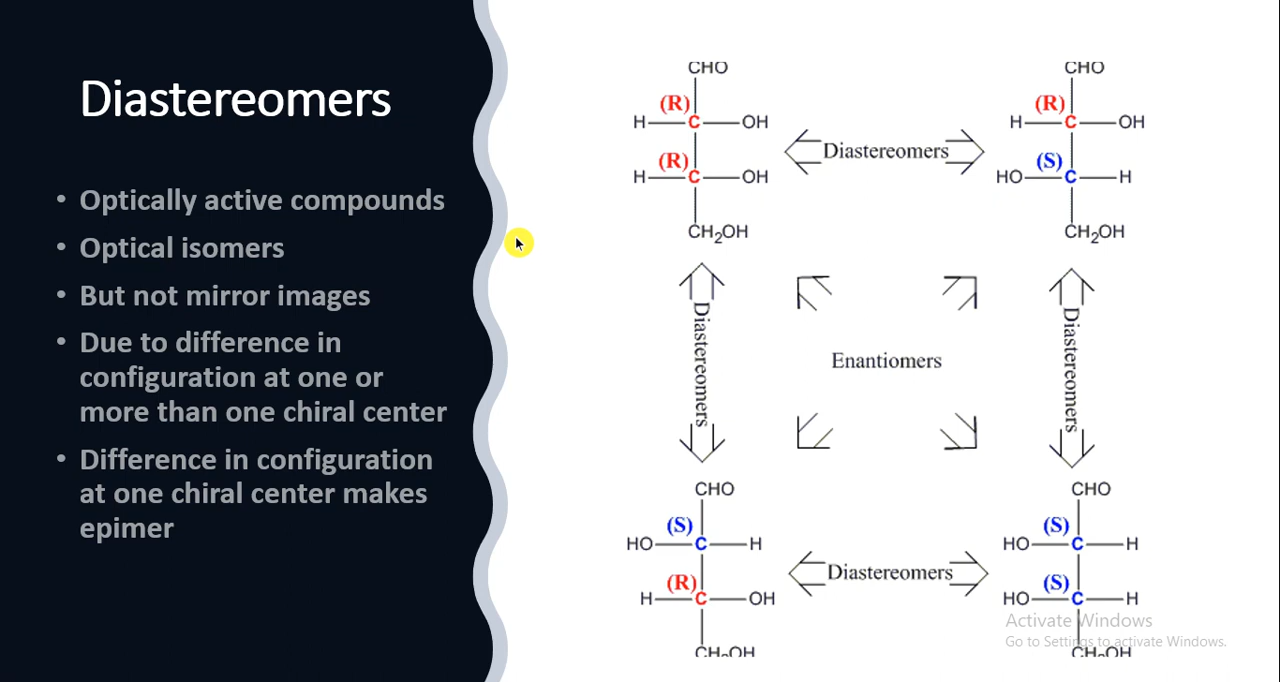 Diastereomers
• Optically active compounds
• Optical isomers
• But not mirror images
• Due to difference in
configuration at one or
more than one chiral center
• Difference in configuration
at one chiral center makes
epimer
CHO
(R)
H C OH
(R)
H C OH
CH2OH
Diastereomers
CHO
(R)
H C OH
(S)
HO C H
CH2OH
Diastereomers
Enantiomers
Diastereomers
CHO
(S)
HO C H
(R)
H C OH
CH2OH
Diastereomers
CHO
(S)
HO C H
(S)
HO C H
CH2OH
Activate Windows
Go to Settings to activate Windows.